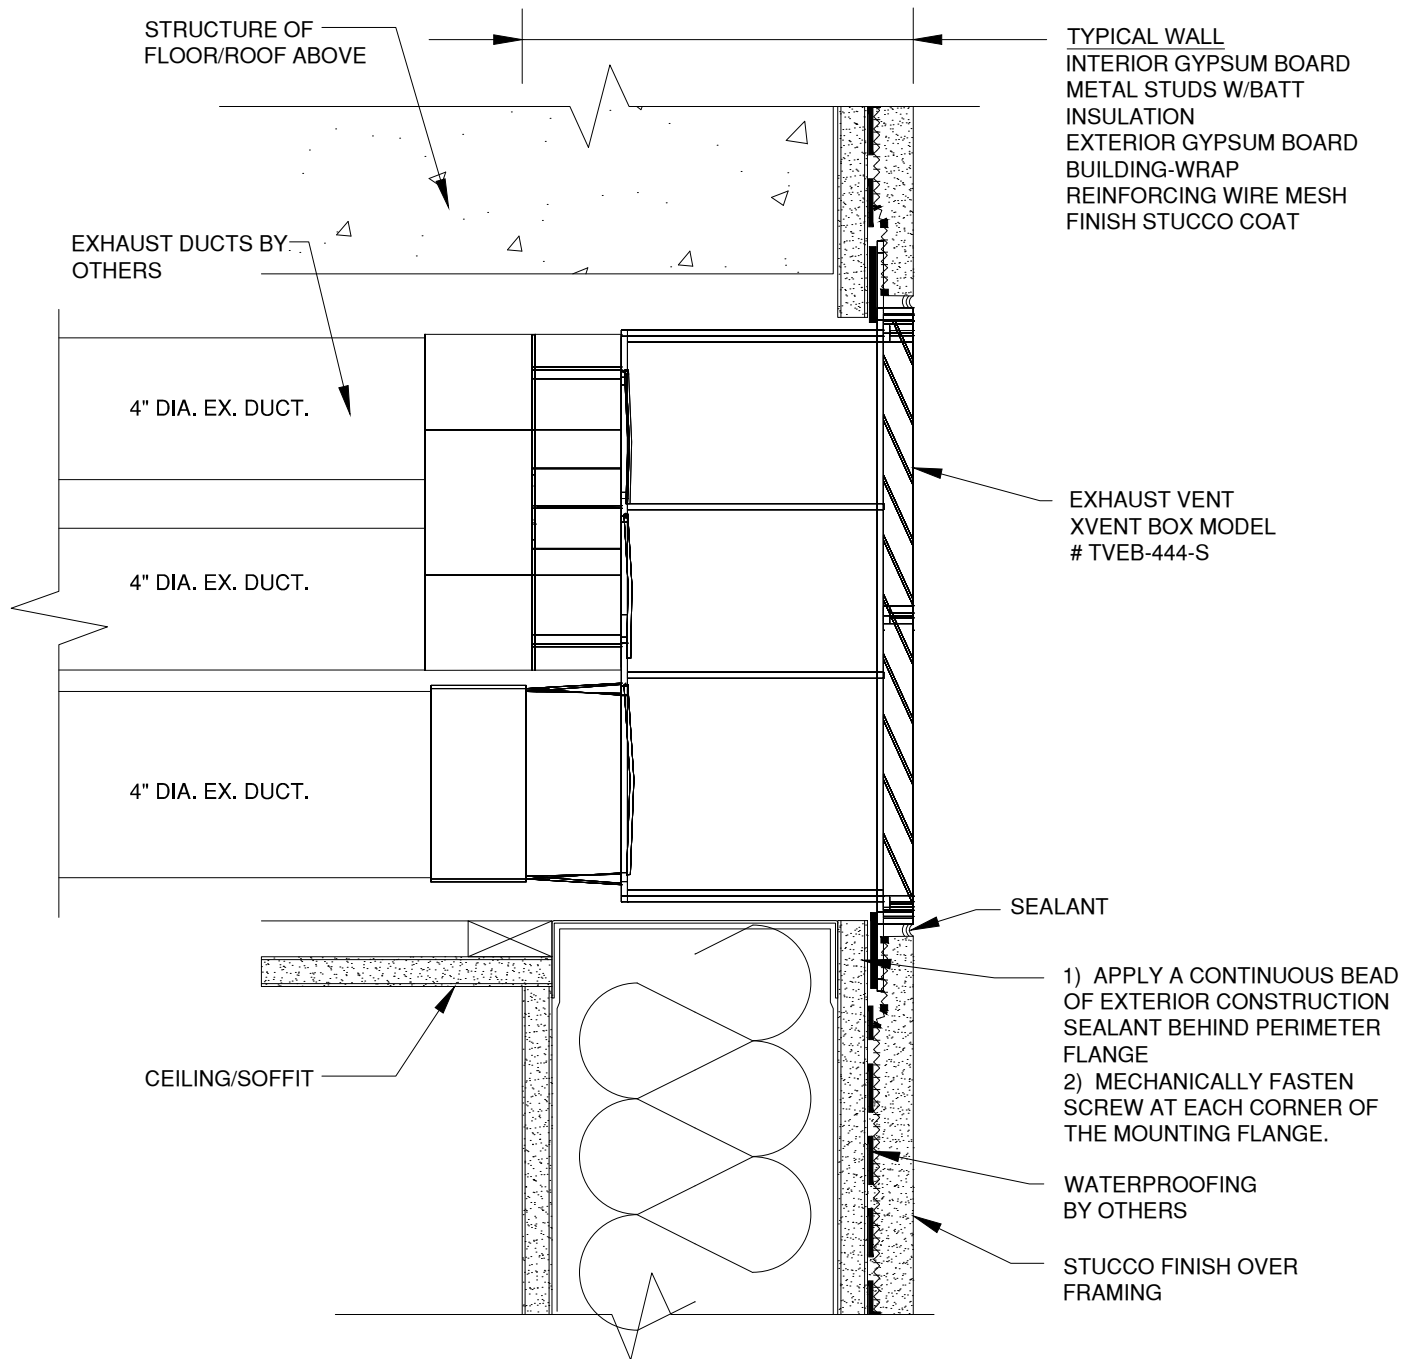 STRUCTURE OF
FLOOR/ROOF ABOVE
TYPICAL WALL
INTERIOR GYPSUM BOARD
METAL STUDS W/BATT
INSULATION
EXTERIOR GYPSUM BOARD
BUILDING-WRAP
REINFORCING WIRE MESH
FINISH STUCCO COAT
EXHAUST DUCTS BY
OTHERS
4" DIA. EX. DUCT.
EXHAUST VENT
XVENT BOX MODEL
# TVEB-444-S
4" DIA. EX. DUCT.
4" DIA. EX. DUCT.
SEALANT
1) APPLY A CONTINUOUS BEAD
OF EXTERIOR CONSTRUCTION
SEALANT BEHIND PERIMETER
FLANGE
2) MECHANICALLY FASTEN
SCREW AT EACH CORNER OF
THE MOUNTING FLANGE.
CEILING/SOFFIT
WATERPROOFING
BY OTHERS
STUCCO FINISH OVER
FRAMING